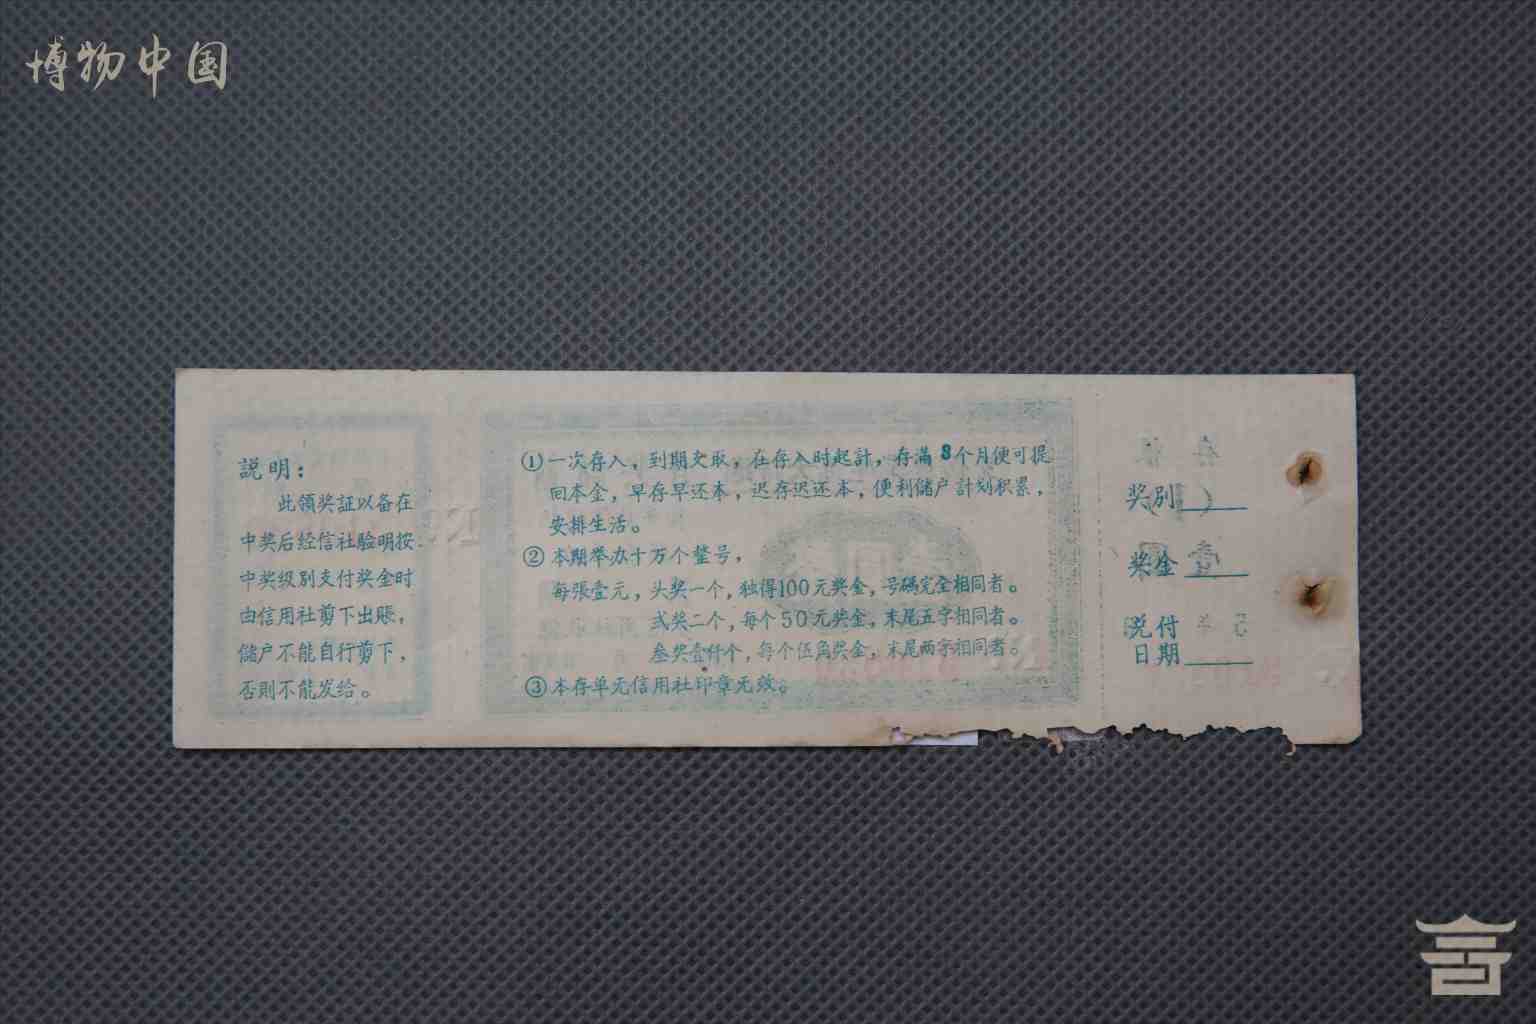 博物中国
説明：
此領奖証以备在
中奖后经信社验明按
中奖级别支付奖金时
由信用社剪下出賬，
儲户不能自行剪下，
否則不能发给。
①一次存入，到期支取，在存入时起計，存滿8个月便可提
回本金，早存早还本，迟存迟还本，便利儲户計划积累，
安排生活。
②本期举办十万个整号，
每張壹元，头奖一个，独得100元奖金，号碼完全相同者。
弍奖二个，每个50元奖金，末尾五字相同者。
叁奖壹仟个，每个伍角奖金，末尾两字相同者。
③本存单无信用社印章无效。
奖别
奖金
兑付
日期